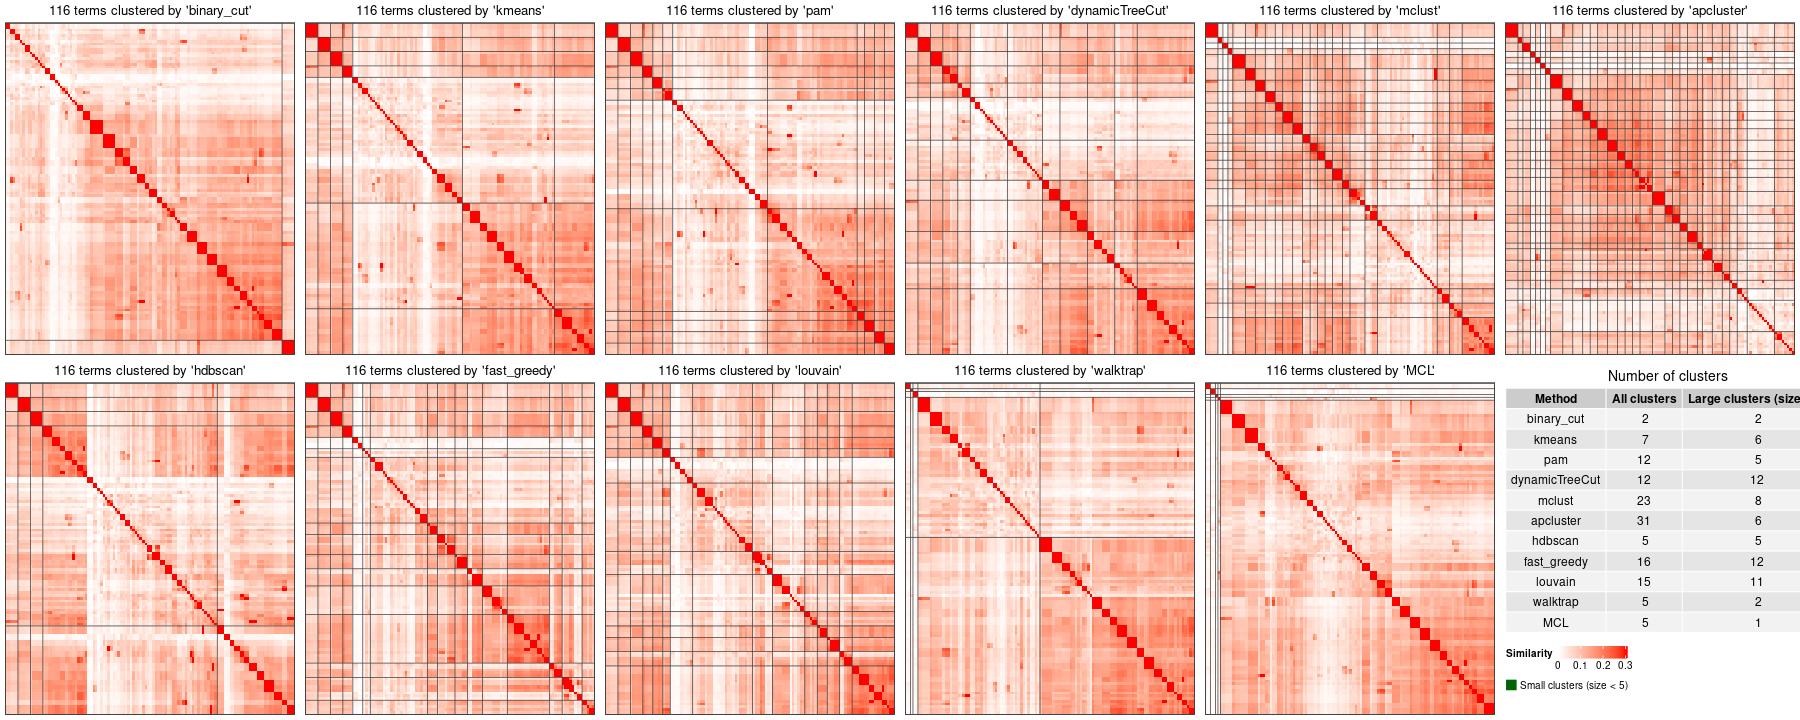 116 terms clustered by 'binary_cut'
116 terms clustered by 'kmeans'
116 terms clustered by 'pam'
116 terms clustered by 'dynamicTreeCut'
116 terms clustered by 'mclust'
116 terms clustered by 'apcluster'
116 terms clustered by 'hdbscan'
116 terms clustered by 'fast_greedy'
116 terms clustered by 'louvain'
116 terms clustered by 'walktrap'
116 terms clustered by 'MCL'
Number of clusters
Method All clusters Large clusters (size
binary_cut 2 2
kmeans 7 6
pam 12 5
dynamicTreeCut 12 12
mclust 23 8
apcluster 31 6
hdbscan 5 5
fast_greedy 16 12
louvain 15 11
walktrap 5 2
MCL 5 1
Similarity
0 0.1 0.2 0.3
Small clusters (size < 5)